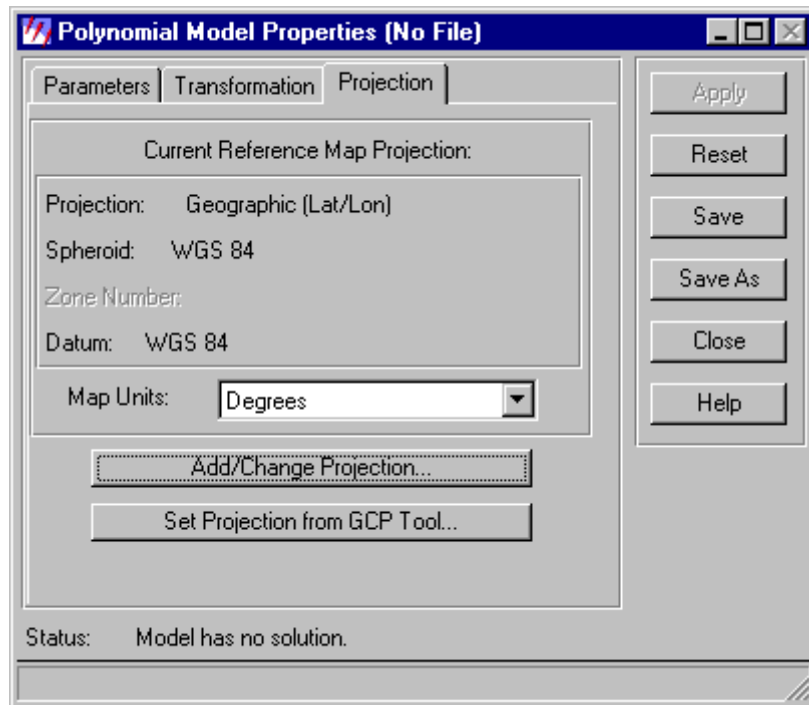 Polynomial Model Properties (No File)
Parameters Transformation Projection
Current Reference Map Projection:
Projection: Geographic (Lat/Lon)
Spheroid: WGS 84
Zone Number:
Datum: WGS 84
Map Units: Degrees
Add/Change Projection...
Set Projection from GCP Tool...
Apply
Reset
Save
Save As
Close
Help
Status: Model has no solution.